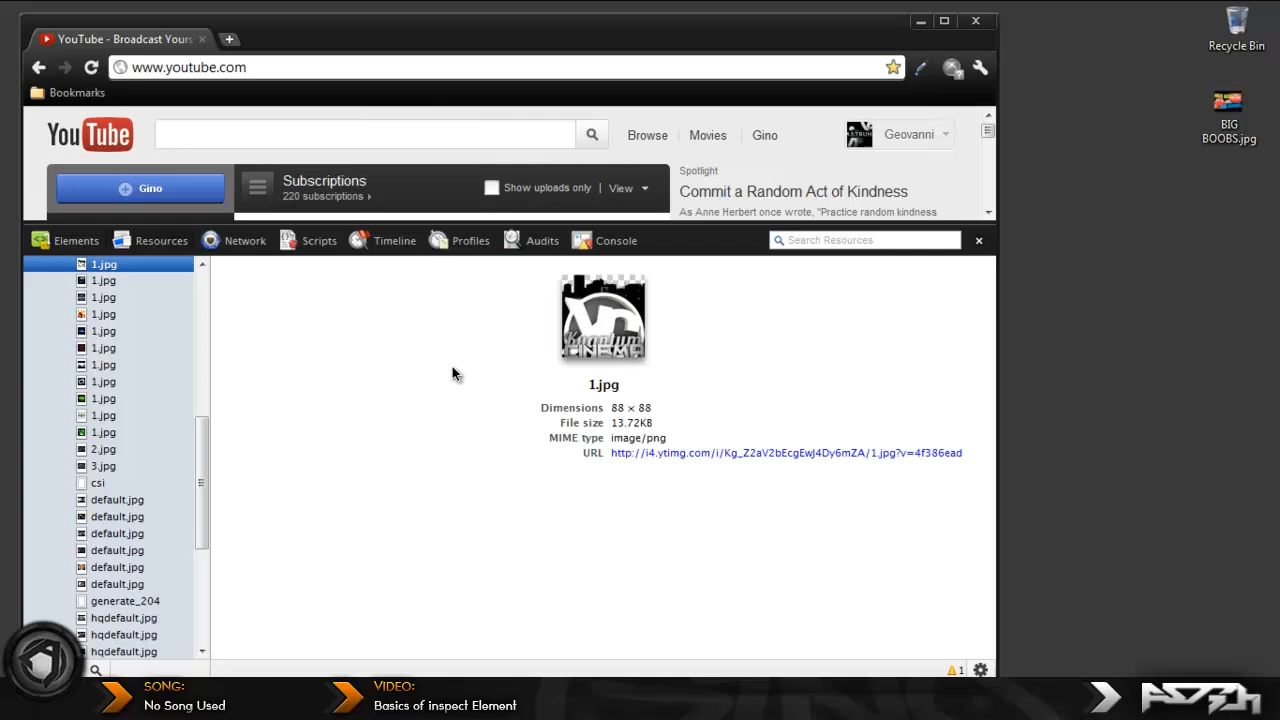 YouTube - Broadcast Yours
www.youtube.com
Bookmarks
Recycle Bin
BIG
BOOBS.jpg
YouTube
Browse
Movies
Gino
Geovanni
Gino
Subscriptions
220 subscriptions
Show uploads only
View
Spotlight
Commit a Random Act of Kindness
As Anne Herbert once wrote, "Practice random kindness
Elements
Resources
Network
Scripts
Timeline
Profiles
Audits
Console
Search Resources
1.jpg
1.jpg
1.jpg
1.jpg
1.jpg
1.jpg
1.jpg
1.jpg
1.jpg
1.jpg
1.jpg
2.jpg
3.jpg
csi
default.jpg
default.jpg
default.jpg
default.jpg
default.jpg
default.jpg
generate_204
hqdefault.jpg
hqdefault.jpg
hqdefault.jpg
CINEME
1.jpg
Dimensions 88 × 88
File size 13.72KB
MIME type image/png
URL http://i4.ytimg.com/i/Kg_Z2aV2bEcgEwJ4Dy6mZA/1.jpg?v=4f386ead
1
SONG:
No Song Used
VIDEO:
Basics of inspect Element